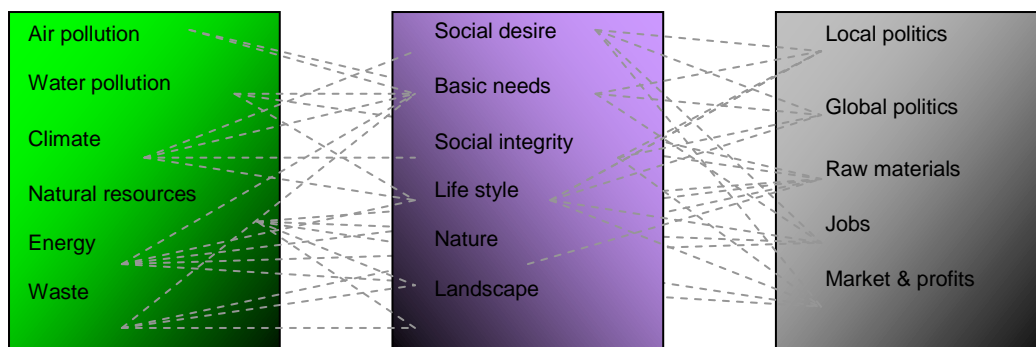 Air pollution
Water pollution
Climate
Natural resources
Energy
Waste
Social desire
Basic needs
Social integrity
Life style
Nature
Landscape
Local politics
Global politics
Raw materials
Jobs
Market & profits